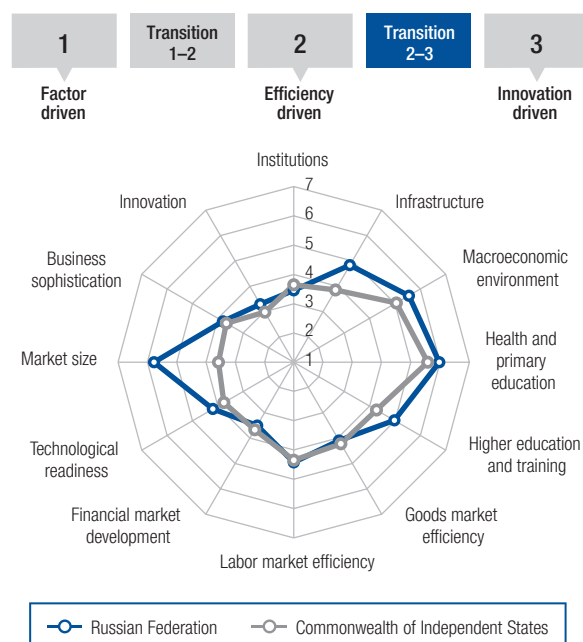 1
Transition
1–2
2
Transition
2–3
3
Factor
driven
Efficiency
driven
Innovation
driven
Institutions
Innovation
Infrastructure
Business
sophistication
Macroeconomic
environment
Market size
Health and
primary
education
Technological
readiness
Higher education
and training
Financial market
development
Goods market
efficiency
Labor market efficiency
7
6
5
4
3
2
1
Russian Federation
Commonwealth of Independent States